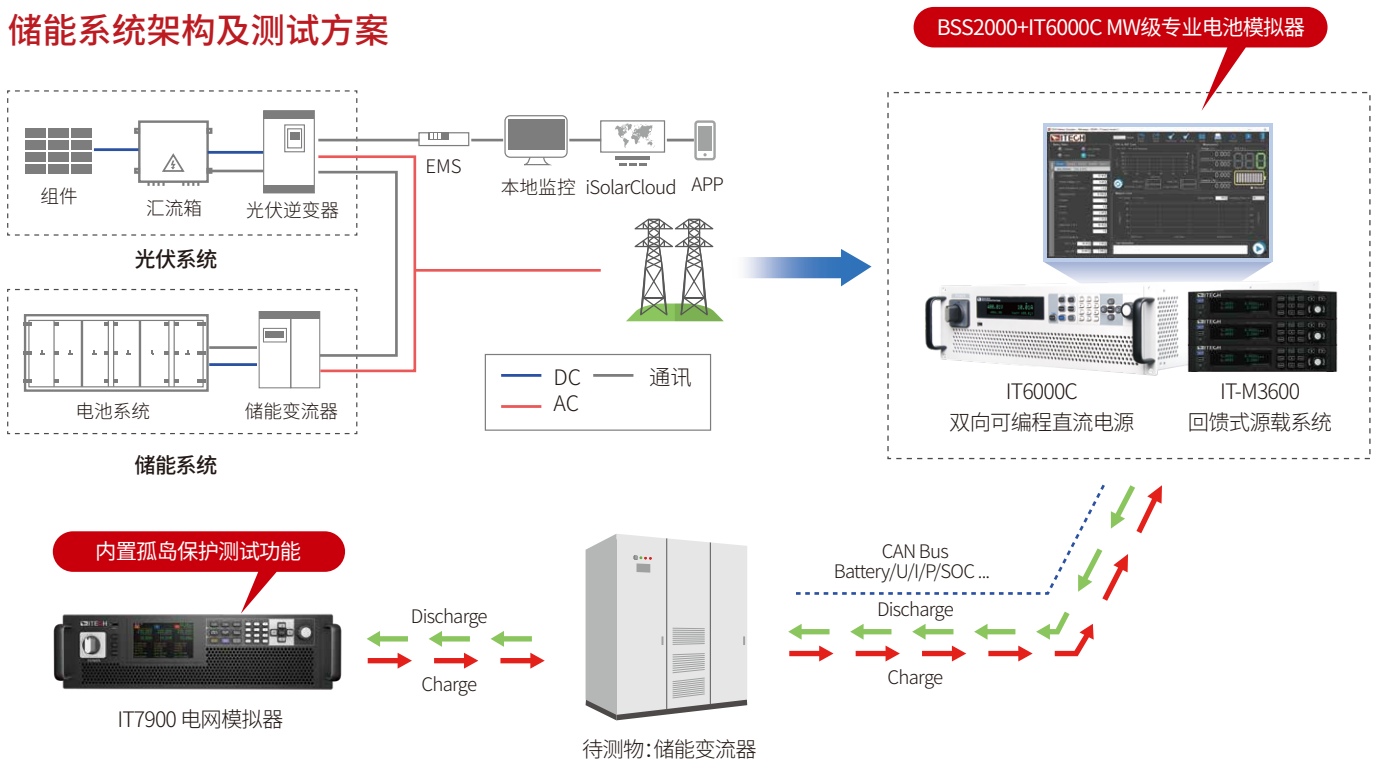 储能系统架构及测试方案
BSS2000+IT6000C MW级专业电池模拟器
组件
汇流箱
光伏逆变器
EMS
本地监控
iSolarCloud
APP
光伏系统
电池系统
储能变流器
储能系统
DC
通讯
AC
ITECH
ITECH
ITECH
ITECH
IT6000C
双向可编程直流电源
IT-M3600
回馈式源载系统
内置孤岛保护测试功能
ITECH
IT7900 电网模拟器
Discharge
Charge
待测物:储能变流器
CAN Bus
Battery/U/I/P/SOC ...
Discharge
Charge